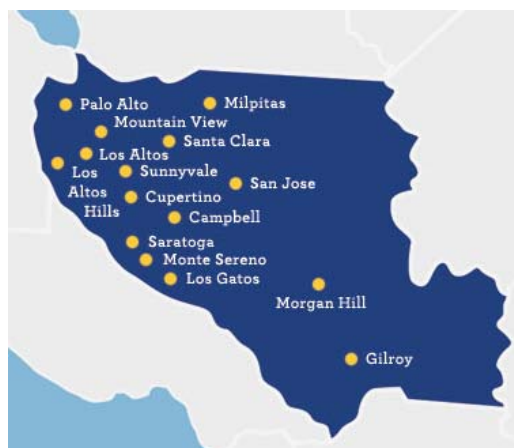 Palo Alto
Milpitas
Mountain View
Santa Clara
Los Altos
Los
Altos
Hills
Sunnyvale
San Jose
Cupertino
Campbell
Saratoga
Monte Sereno
Los Gatos
Morgan Hill
Gilroy